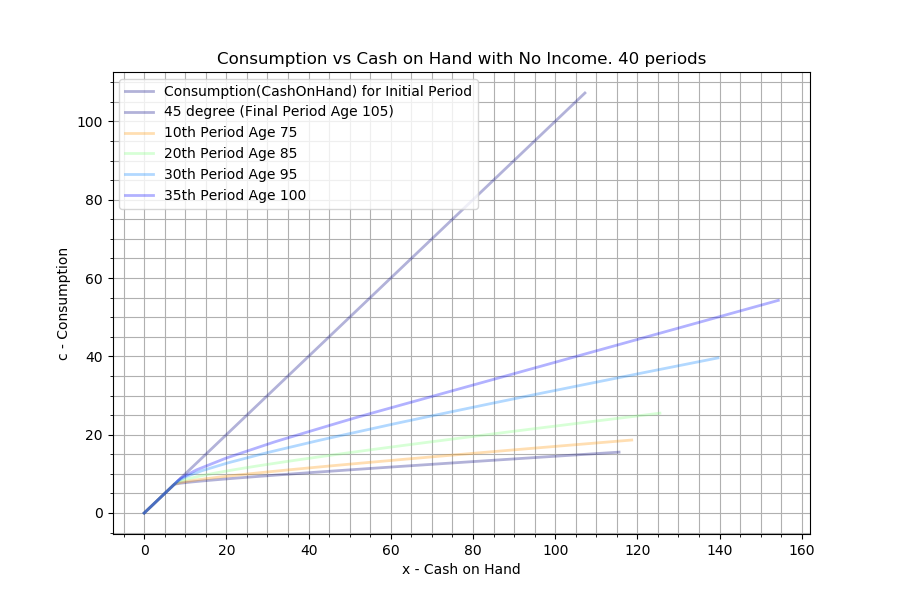 Consumption vs Cash on Hand with No Income. 40 periods
Consumption(CashOnHand) for Initial Period
45 degree (Final Period Age 105)
10th Period Age 75
20th Period Age 85
30th Period Age 95
35th Period Age 100
c - Consumption
100
80
60
40
20
0
0 20 40 60 80 100 120 140 160
x - Cash on Hand